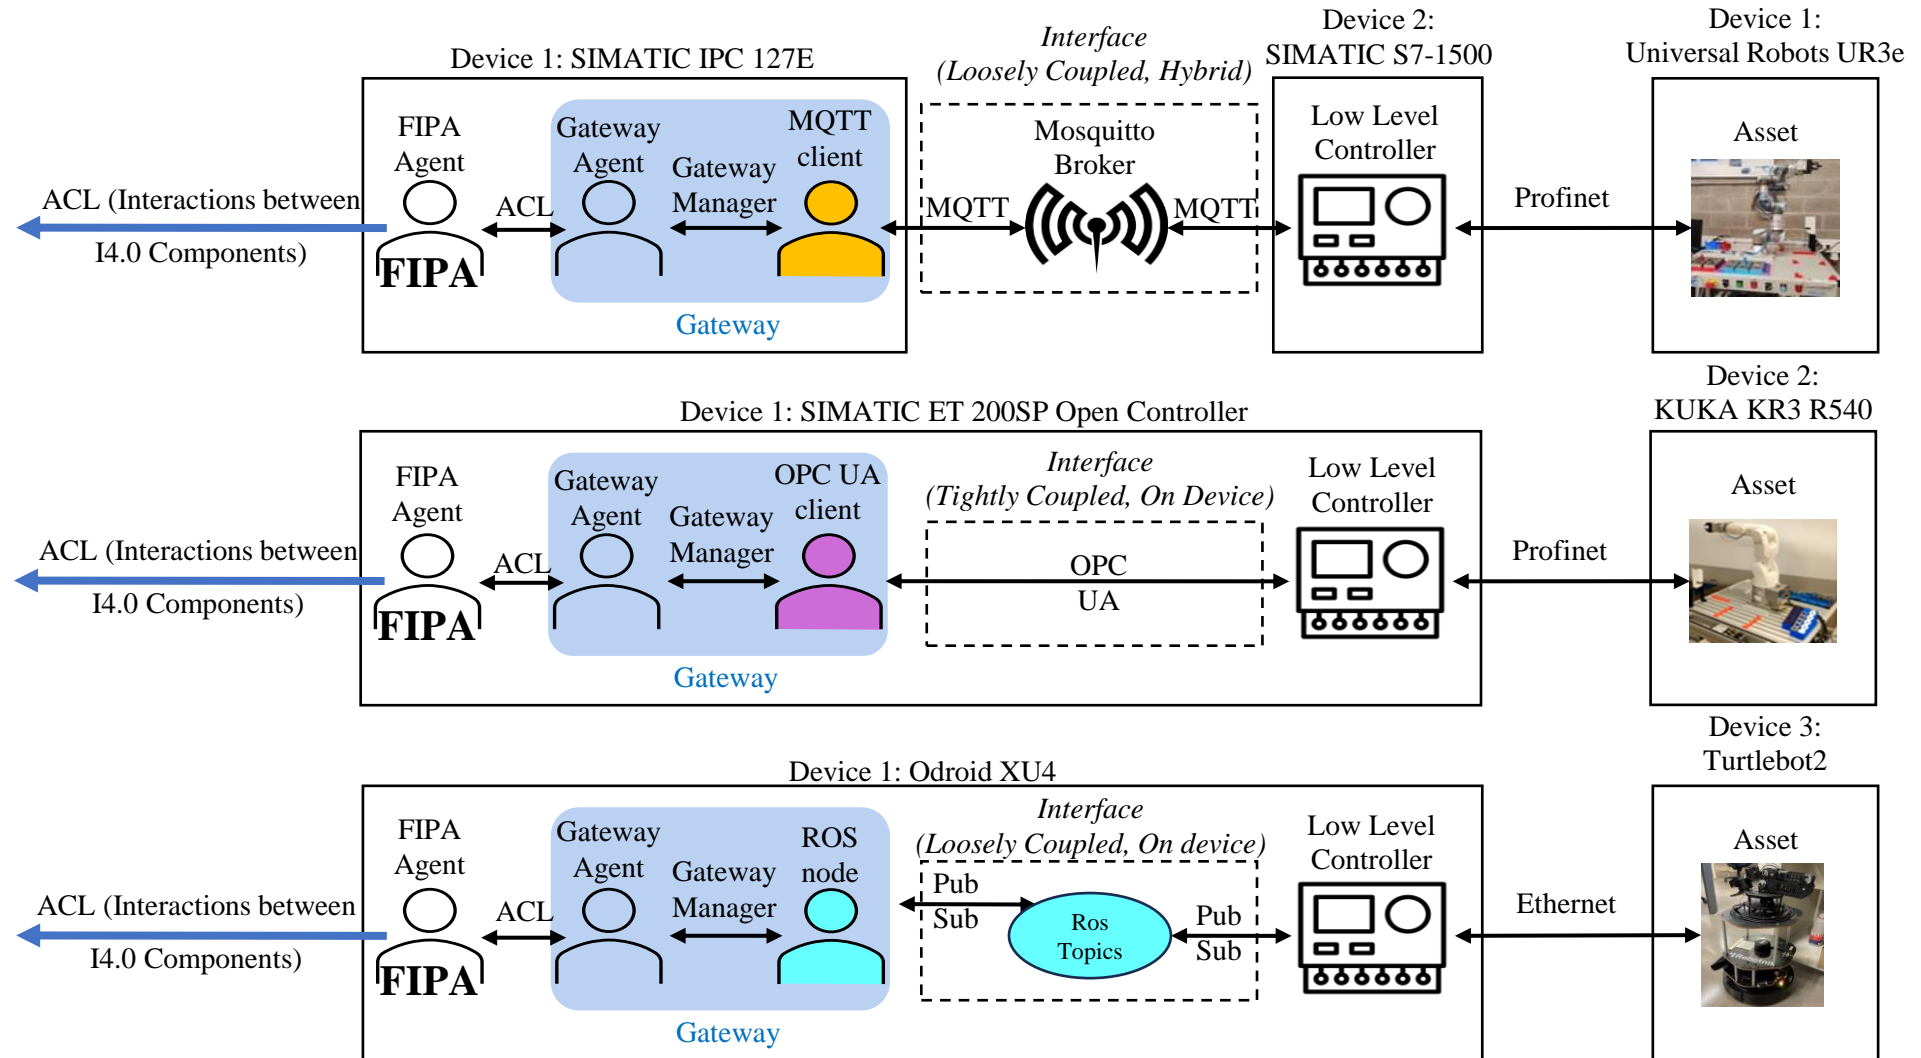 Device 1: SIMATIC IPC 127E
Interface
(Loosely Coupled, Hybrid)
Device 2:
SIMATIC S7-1500
Device 1:
Universal Robots UR3e
ACL (Interactions between
I4.0 Components)
FIPA
Agent
FIPA
ACL
Gateway
Agent
Gateway
Manager
MQTT
client
Gateway
MQTT
Mosquitto
Broker
MQTT
Low Level
Controller
Profinet
Asset
Device 1: SIMATIC ET 200SP Open Controller
Device 2:
KUKA KR3 R540
ACL (Interactions between
I4.0 Components)
FIPA
Agent
FIPA
ACL
Gateway
Agent
Gateway
Manager
OPC UA
client
Gateway
Interface
(Tightly Coupled, On Device)
OPC
UA
Low Level
Controller
Profinet
Asset
Device 1: Odroid XU4
Device 3:
Turtlebot2
ACL (Interactions between
I4.0 Components)
FIPA
Agent
FIPA
ACL
Gateway
Agent
Gateway
Manager
ROS
node
Gateway
Interface
(Loosely Coupled, On device)
Pub
Sub
Ros
Topics
Pub
Sub
Low Level
Controller
Ethernet
Asset